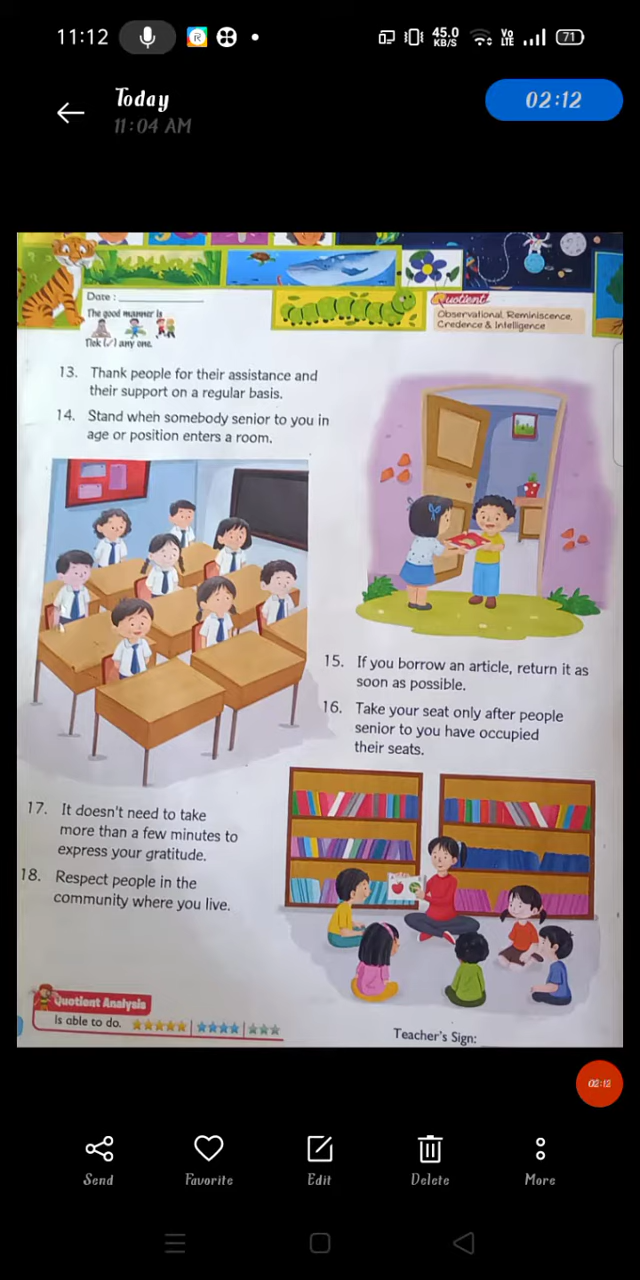 11:12
45.0
KB/S
Vo
LTE
71
Today
11:04 AM
02:12
Date :
The good manner is
Tick (✓) any one.
Quotient
Observational, Reminiscence,
Credence & Intelligence
13. Thank people for their assistance and
their support on a regular basis.
14. Stand when somebody senior to you in
age or position enters a room.
15. If you borrow an article, return it as
soon as possible.
16. Take your seat only after people
senior to you have occupied
their seats.
17. It doesn't need to take
more than a few minutes to
express your gratitude.
18. Respect people in the
community where you live.
Quotient Analysis
Is able to do.
Teacher's Sign:
02:12
Send
Favorite
Edit
Delete
More